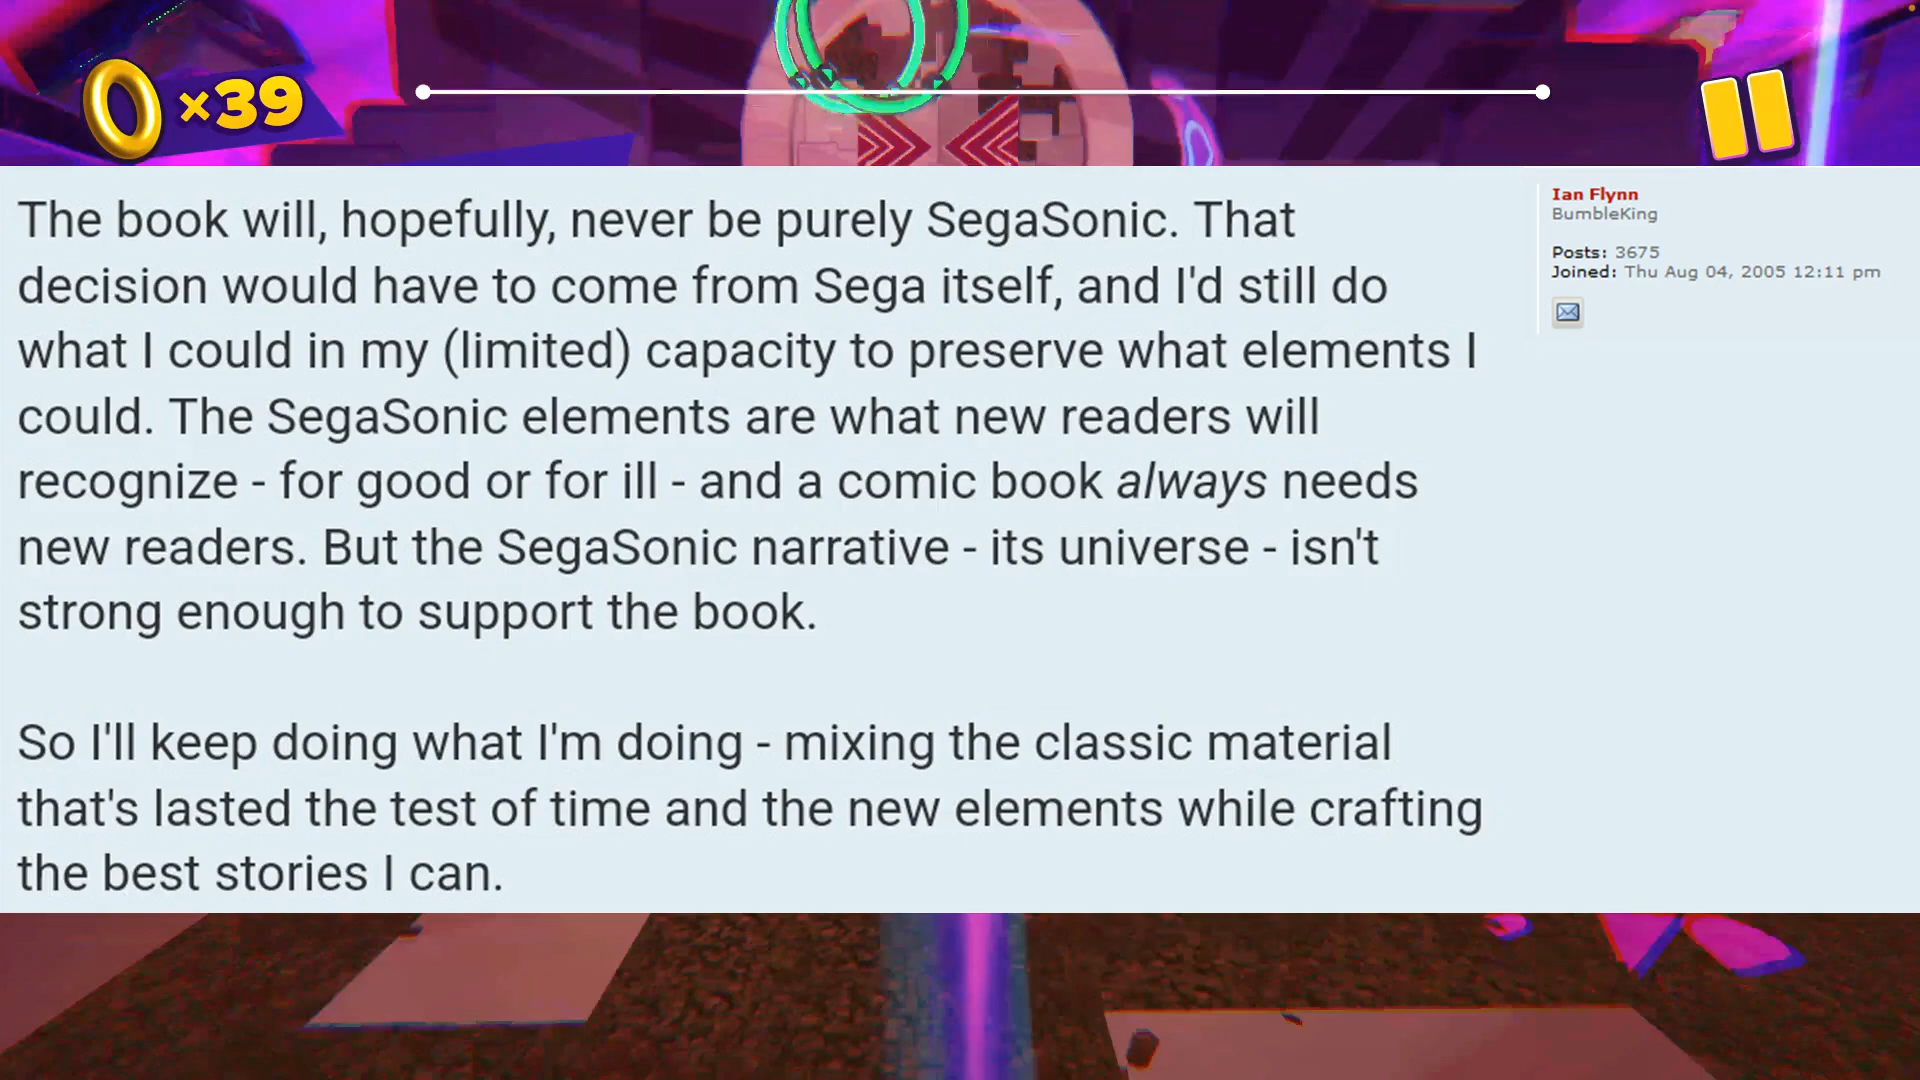 ×39
The book will, hopefully, never be purely SegaSonic. That
decision would have to come from Sega itself, and I'd still do
what I could in my (limited) capacity to preserve what elements I
could. The SegaSonic elements are what new readers will
recognize - for good or for ill - and a comic book always needs
new readers. But the SegaSonic narrative - its universe - isn't
strong enough to support the book.
So I'll keep doing what I'm doing - mixing the classic material
that's lasted the test of time and the new elements while crafting
the best stories I can.
Ian Flynn
BumbleKing
Posts: 3675
Joined: Thu Aug 04, 2005 12:11 pm